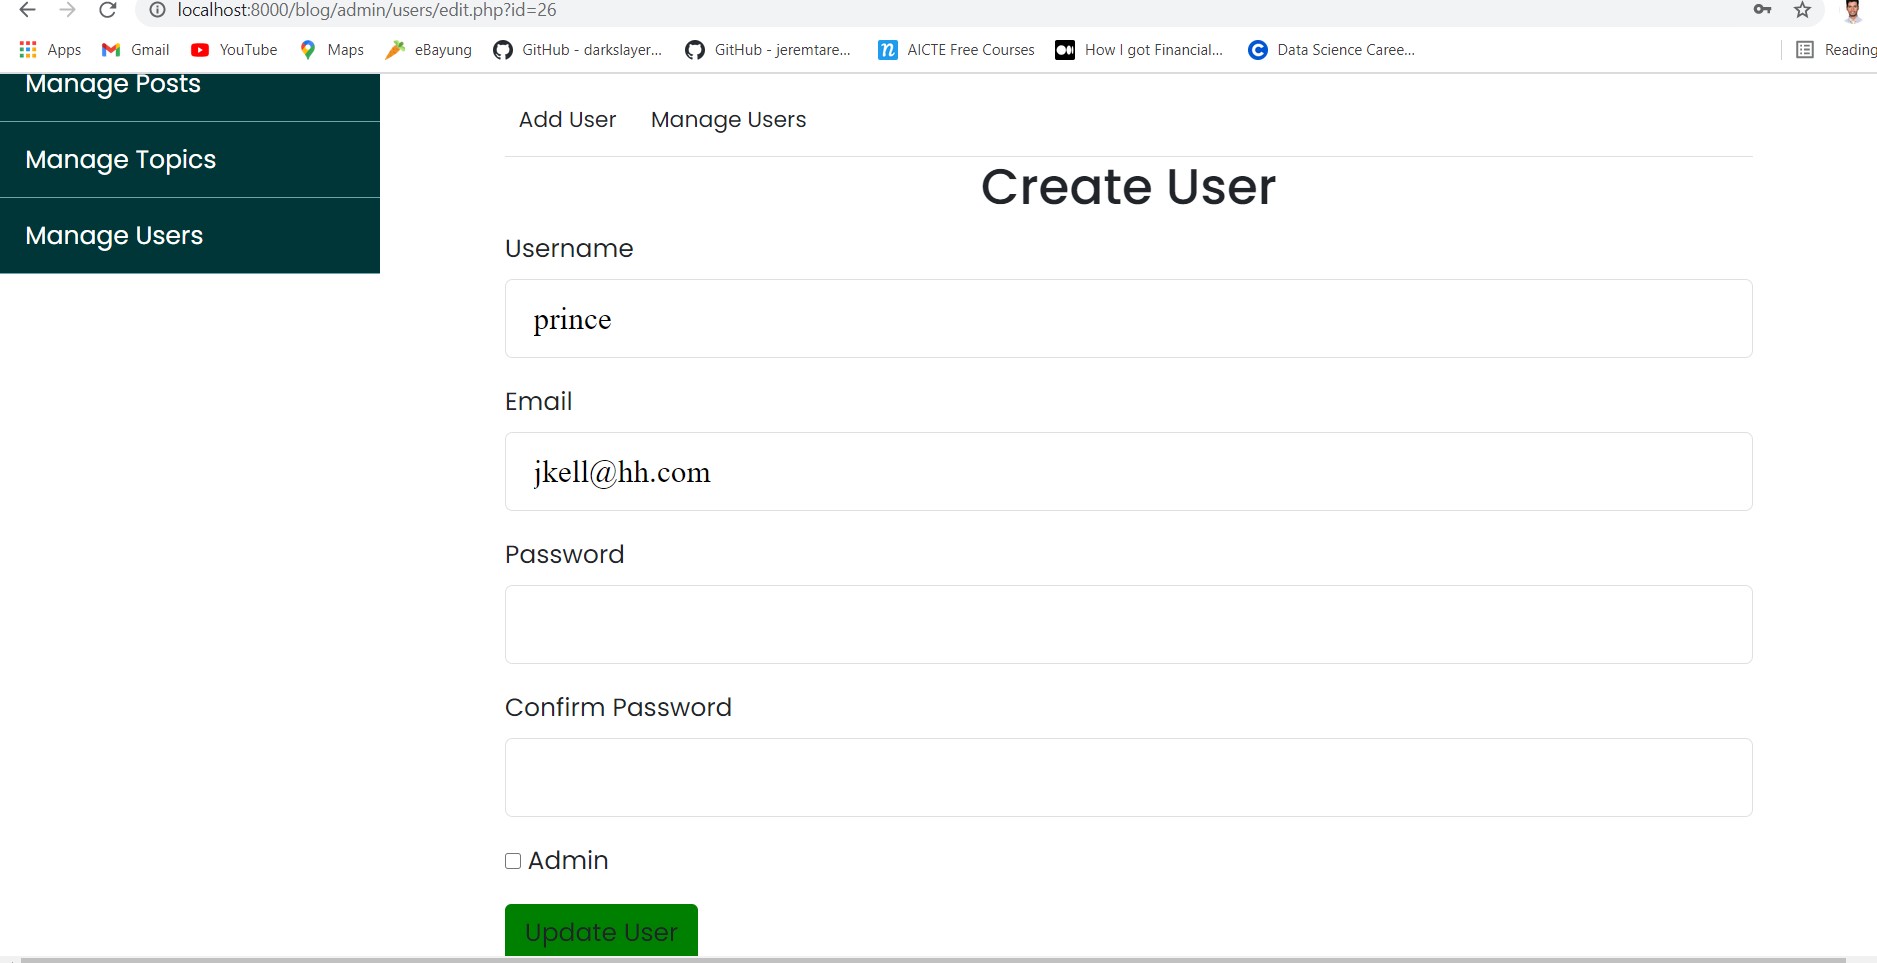 localhost:8000/blog/admin/users/edit.php?id=26
Apps Gmail YouTube Maps eBayung GitHub - darkslayer... GitHub - jeremtare... n AICTE Free Courses How I got Financial... C Data Science Caree... Reading
Manage Posts
Manage Topics
Manage Users
Add User Manage Users
Create User
Username
prince
Email
jkell@hh.com
Password
Confirm Password
Admin
Update User